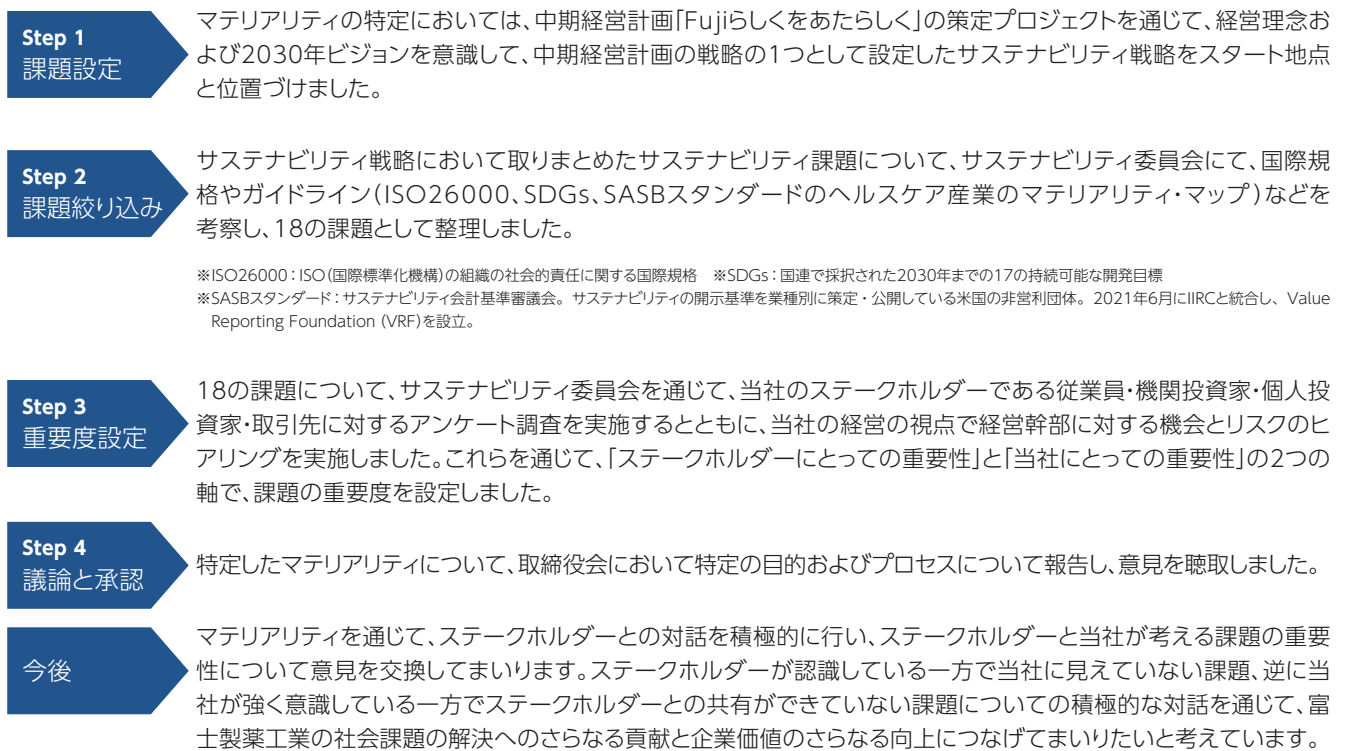 Step 1
課題設定
マテリアリティの特定においては、中期経営計画「Fujiらしくをあたらしく」の策定プロジェクトを通じて、経営理念お
よび2030年ビジョンを意識して、中期経営計画の戦略の1つとして設定したサステナビリティ戦略をスタート地点
と位置づけました。
Step 2
課題絞り込み
サステナビリティ戦略において取りまとめたサステナビリティ課題について、サステナビリティ委員会にて、国際規
格やガイドライン（ISO26000、SDGs、SASBスタンダードのヘルスケア産業のマテリアリティ・マップ）などを
考察し、18の課題として整理しました。
※ISO26000：ISO（国際標準化機構）の組織の社会的責任に関する国際規格　※SDGs：国連で採択された2030年までの17の持続可能な開発目標
※SASBスタンダード：サステナビリティ会計基準審議会。サステナビリティの開示基準を業種別に策定・公開している米国の非営利団体。2021年6月にIIRCと統合し、Value
Reporting Foundation (VRF)を設立。
Step 3
重要度設定
18の課題について、サステナビリティ委員会を通じて、当社のステークホルダーである従業員・機関投資家・個人投
資家・取引先に対するアンケート調査を実施するとともに、当社の経営の視点で経営幹部に対する機会とリスクのヒ
アリングを実施しました。これらを通じて、「ステークホルダーにとっての重要性」と「当社にとっての重要性」の2つの
軸で、課題の重要度を設定しました。
Step 4
議論と承認
特定したマテリアリティについて、取締役会において特定の目的およびプロセスについて報告し、意見を聴取しました。
今後
マテリアリティを通じて、ステークホルダーとの対話を積極的に行い、ステークホルダーと当社が考える課題の重要
性について意見を交換してまいります。ステークホルダーが認識している一方で当社に見えていない課題、逆に当
社が強く意識している一方でステークホルダーとの共有ができていない課題についての積極的な対話を通じて、富
士製薬工業の社会課題の解決へのさらなる貢献と企業価値のさらなる向上につなげてまいりたいと考えています。